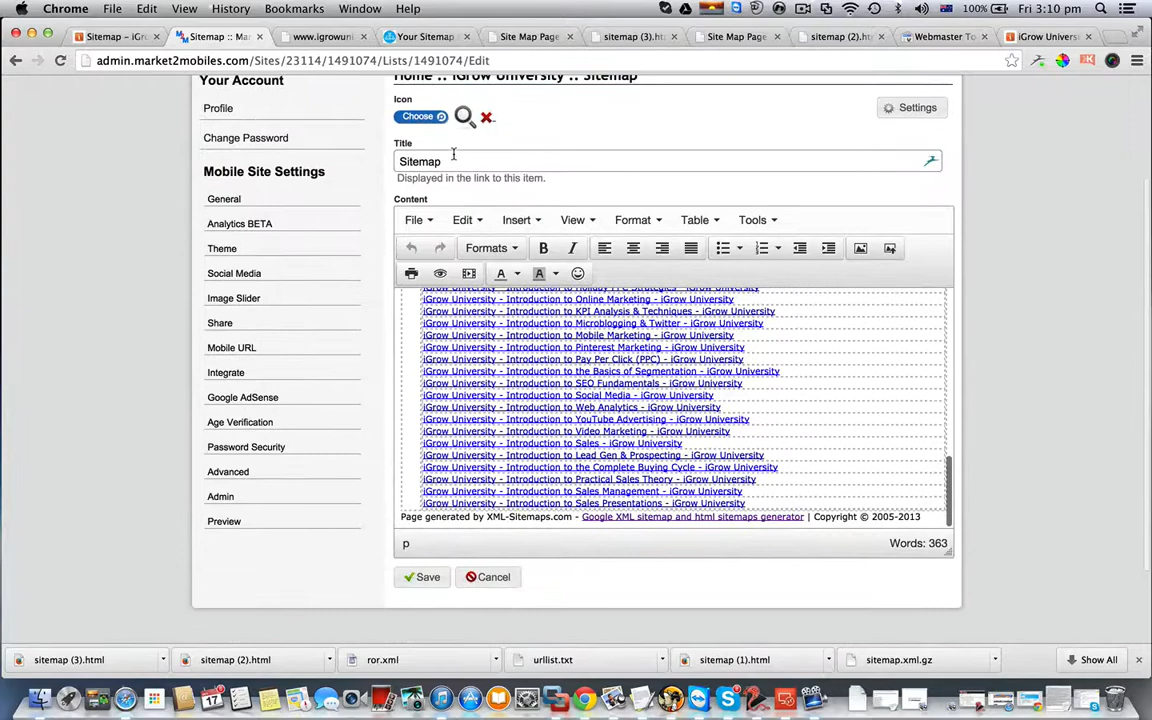 Chrome File Edit View History Bookmarks Window Help 100% Fri 3:10 pm
Sitemap – iGro Sitemap :: Mar www.igrowuni Your Sitemap Site Map Page sitemap (3).ht Site Map Page sitemap (2).ht Webmaster To iGrow Univers
admin.market2mobiles.com/Sites/23114/1491074/Lists/1491074/Edit
Your Account
Profile
Change Password
Mobile Site Settings
General
Analytics BETA
Theme
Social Media
Image Slider
Share
Mobile URL
Integrate
Google AdSense
Age Verification
Password Security
Advanced
Admin
Preview
Home :: iGrow University :: Sitemap
Icon
Choose
Settings
Title
Sitemap
Displayed in the link to this item.
Content
File Edit Insert View Format Table Tools
Formats B I
A A
iGrow University - Introduction to Holiday PPC Strategies - iGrow University
iGrow University - Introduction to Online Marketing - iGrow University
iGrow University - Introduction to KPI Analysis & Techniques - iGrow University
iGrow University - Introduction to Microblogging & Twitter - iGrow University
iGrow University - Introduction to Mobile Marketing - iGrow University
iGrow University - Introduction to Pinterest Marketing - iGrow University
iGrow University - Introduction to Pay Per Click (PPC) - iGrow University
iGrow University - Introduction to the Basics of Segmentation - iGrow University
iGrow University - Introduction to SEO Fundamentals - iGrow University
iGrow University - Introduction to Social Media - iGrow University
iGrow University - Introduction to Web Analytics - iGrow University
iGrow University - Introduction to YouTube Advertising - iGrow University
iGrow University - Introduction to Video Marketing - iGrow University
iGrow University - Introduction to Sales - iGrow University
iGrow University - Introduction to Lead Gen & Prospecting - iGrow University
iGrow University - Introduction to the Complete Buying Cycle - iGrow University
iGrow University - Introduction to Practical Sales Theory - iGrow University
iGrow University - Introduction to Sales Management - iGrow University
iGrow University - Introduction to Sales Presentations - iGrow University
Page generated by XML-Sitemaps.com - Google XML sitemap and html sitemaps generator | Copyright © 2005-2013
p Words: 363
Save Cancel
sitemap (3).html sitemap (2).html ror.xml urllist.txt sitemap (1).html sitemap.xml.gz Show All
17